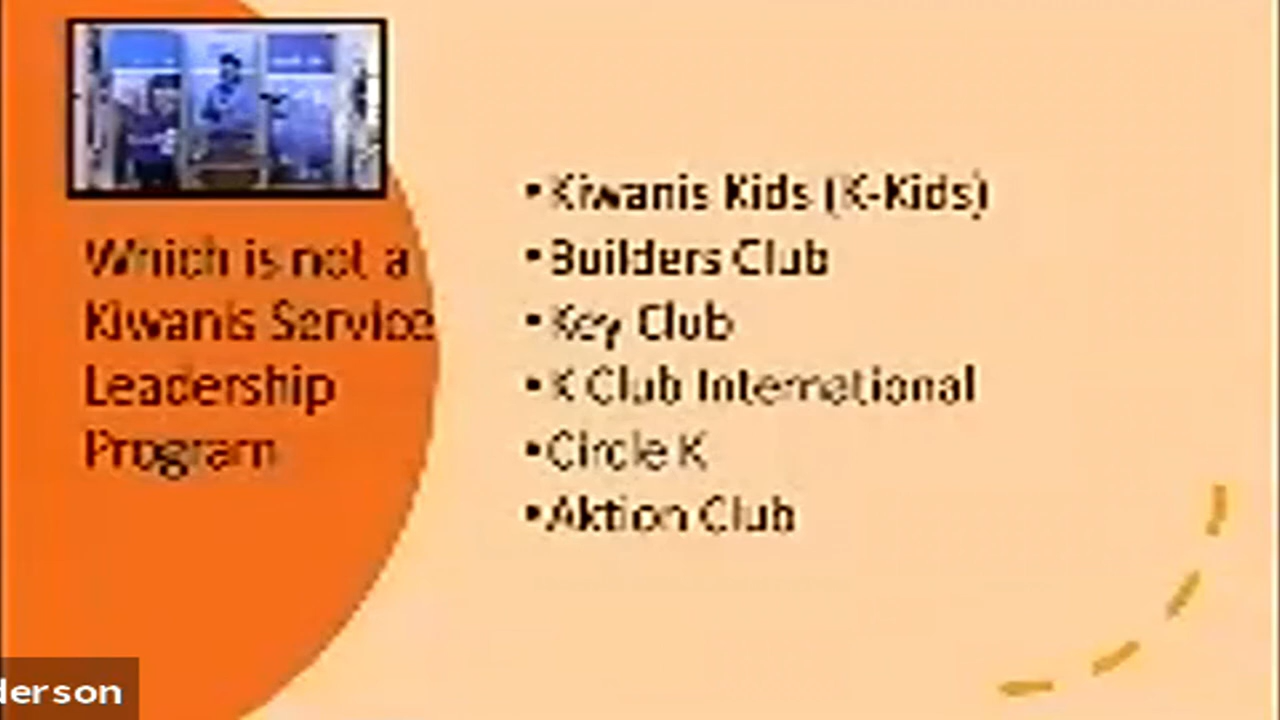 Which is not a
Kiwanis Service
Leadership
Program
• Kiwanis Kids (K-Kids)
• Builders Club
• Key Club
• K Club International
• Circle K
• Aktion Club
derson